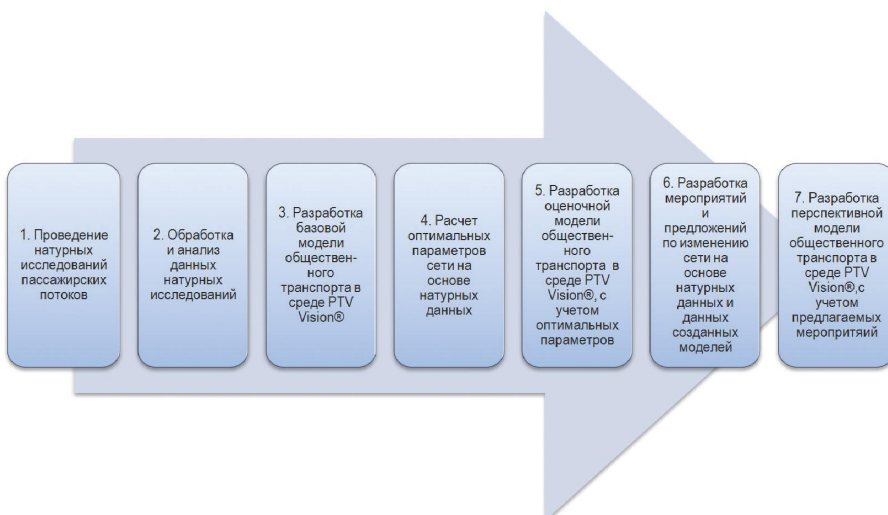 1. Проведение
натурных
исследований
пассажирских
потоков
2. Обработка
и анализ
данных
натурных
исследований
3. Разработка
базовой
модели
обществен-
ного
транспорта в
среде PTV
Vision®
4. Расчет
оптимальных
параметров
сети на
основе
натурных
данных
5. Разработка
оценочной
модели
обществен-
ного
транспорта в
среде PTV
Vision®, с
учетом
оптимальных
параметров
6. Разработка
мероприятий
и
предложений
по изменению
сети на
основе
натурных
данных и
данных
созданных
моделей
7. Разработка
перспективной
модели
общественного
транспорта в
среде PTV
Vision®,с
учетом
предлагаемых
меропритяий